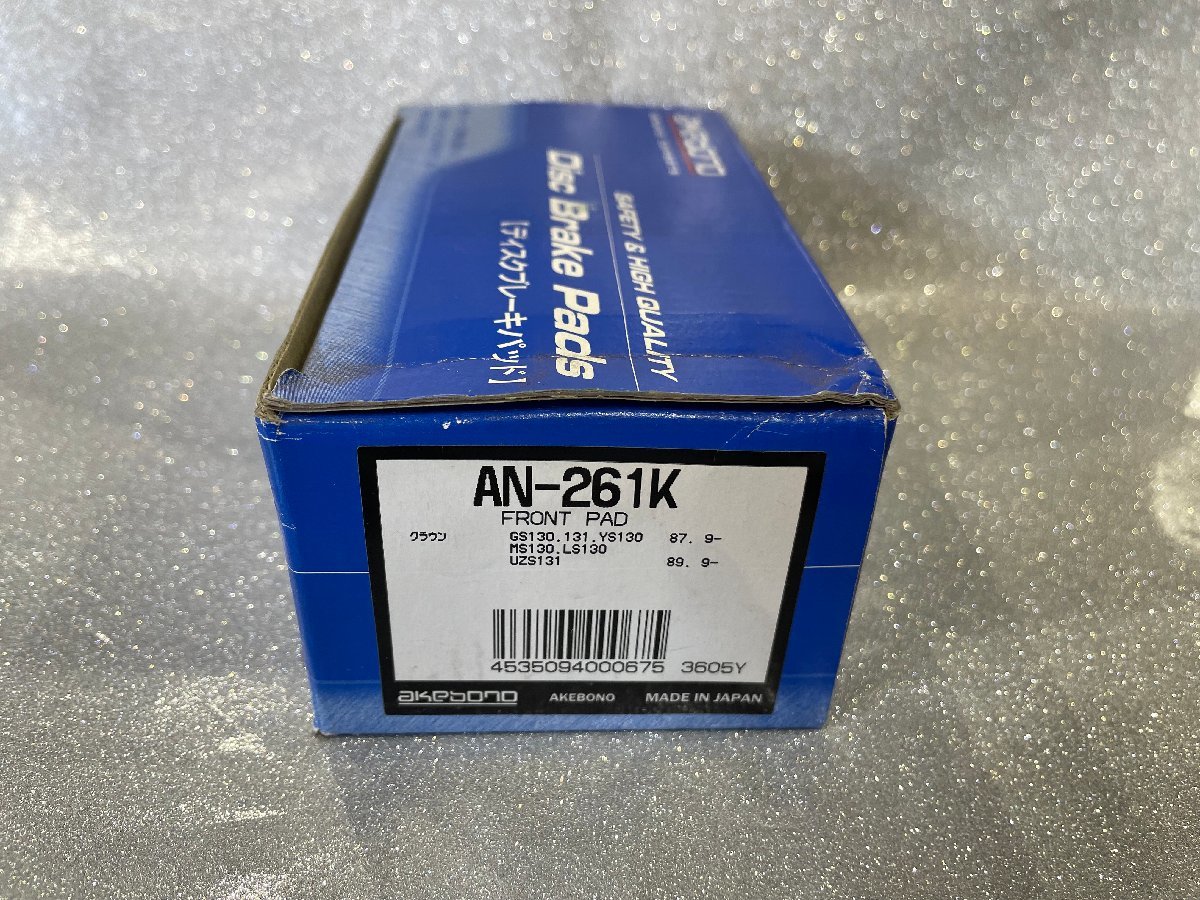 akebono
SAFETY & HIGH QUALITY
Disc Brake Pads
[ディスクブレーキパッド]
AN-261K
FRONT PAD
クラウン GS130.131.YS130 87. 9-
MS130.LS130
UZS131 89. 9-
4535094000675 3605Y
akebono AKEBONO MADE IN JAPAN